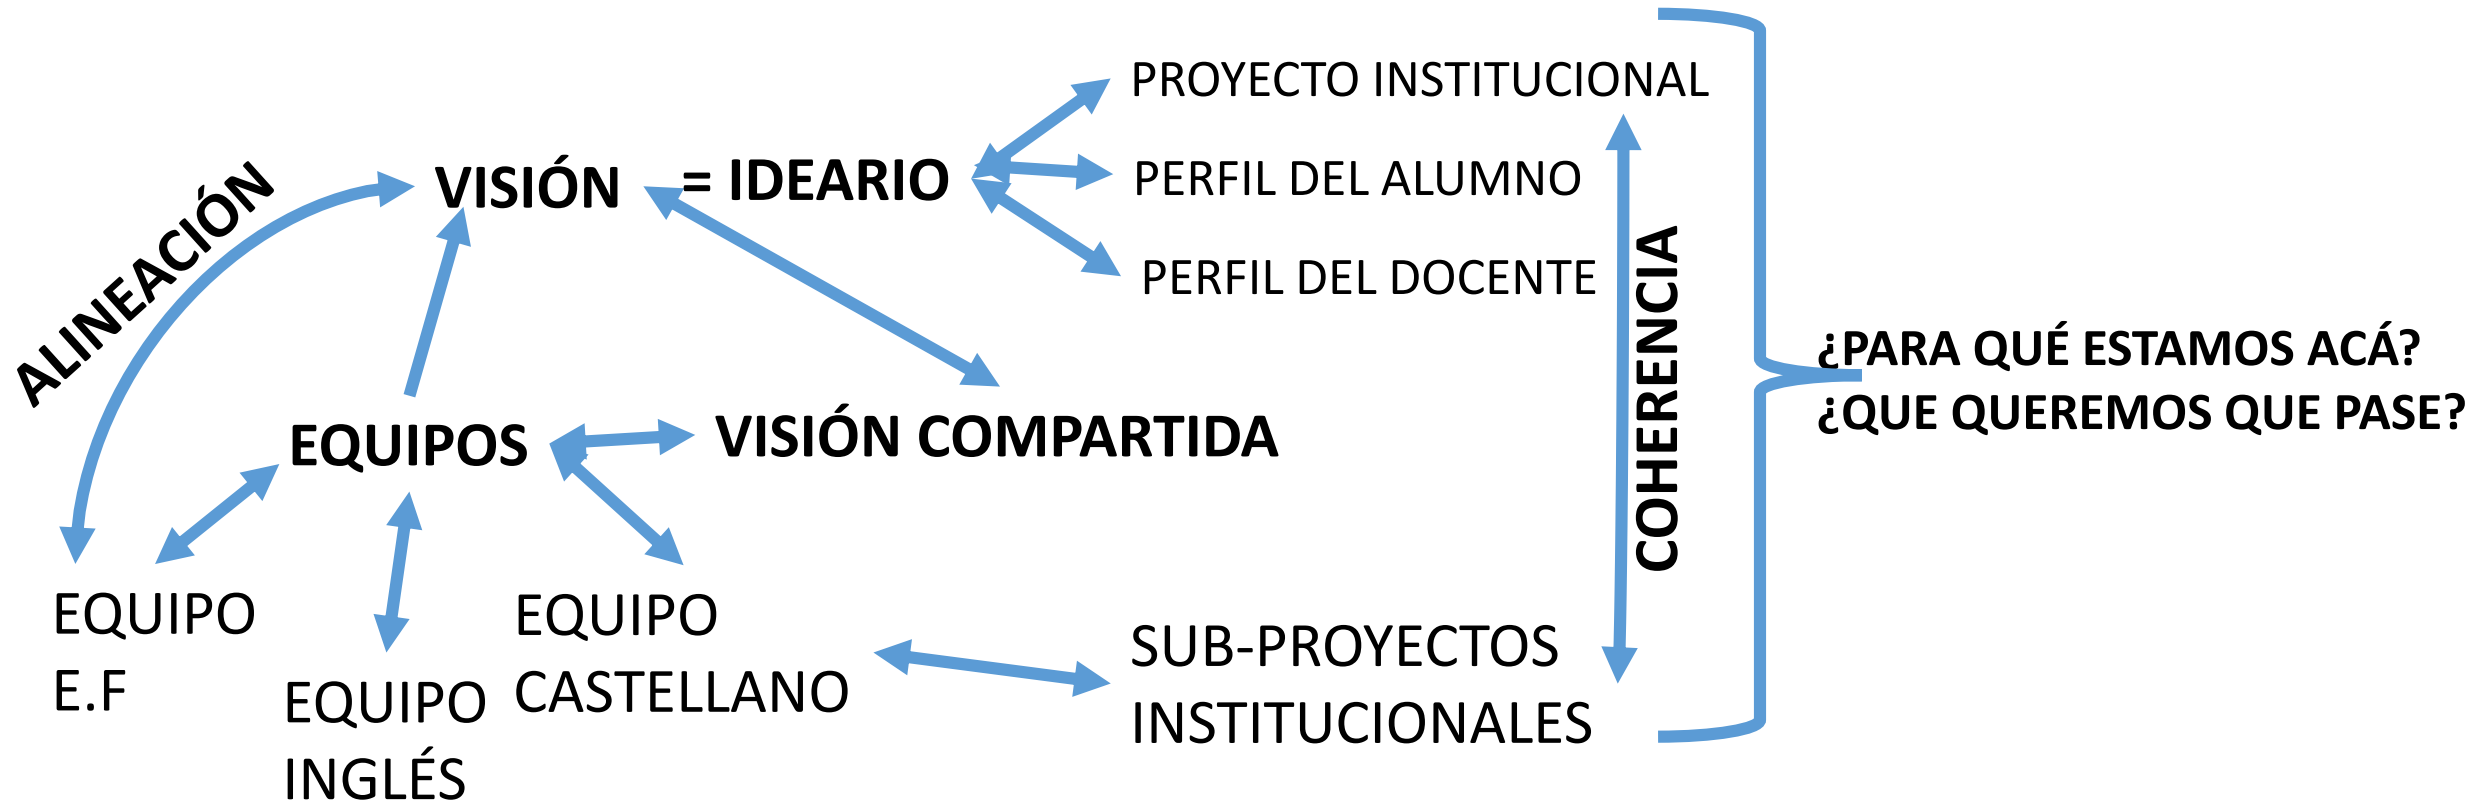 PROYECTO INSTITUCIONAL
VISIÓN = IDEARIO
PERFIL DEL ALUMNO
PERFIL DEL DOCENTE
ALINEACIÓN
COHERENCIA
¿PARA QUÉ ESTAMOS ACÁ?
¿QUE QUEREMOS QUE PASE?
EQUIPOS
VISIÓN COMPARTIDA
EQUIPO
E.F
EQUIPO
INGLÉS
EQUIPO
CASTELLANO
SUB-PROYECTOS
INSTITUCIONALES